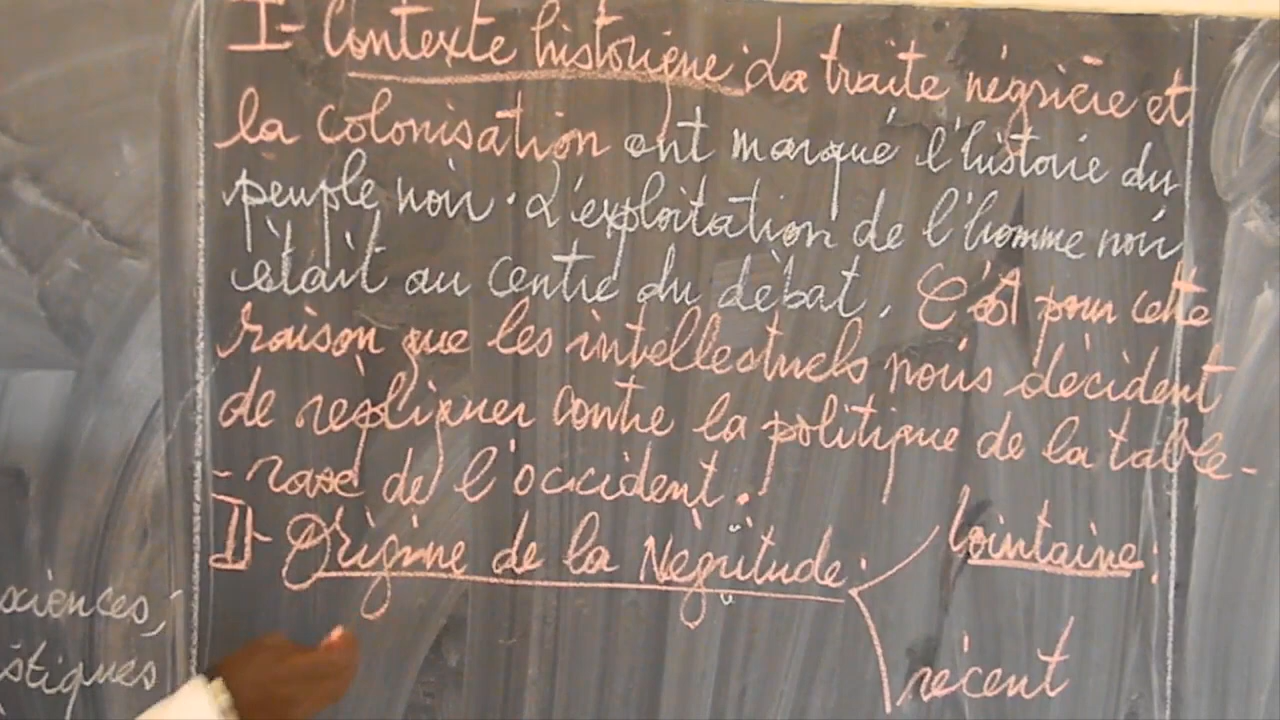 I- Contexte historique : La traite négrière et
la colonisation ont marqué l'histoire du
peuple noir. L'exploitation de l'homme noir
était au centre du débat. C'est pour cette
raison que les intellectuels noirs décident
de répliquer contre la politique de la table-
-rase de l'occident.
II- Origine de la Négritude :
lointaine :
récent
sciences,
stiques